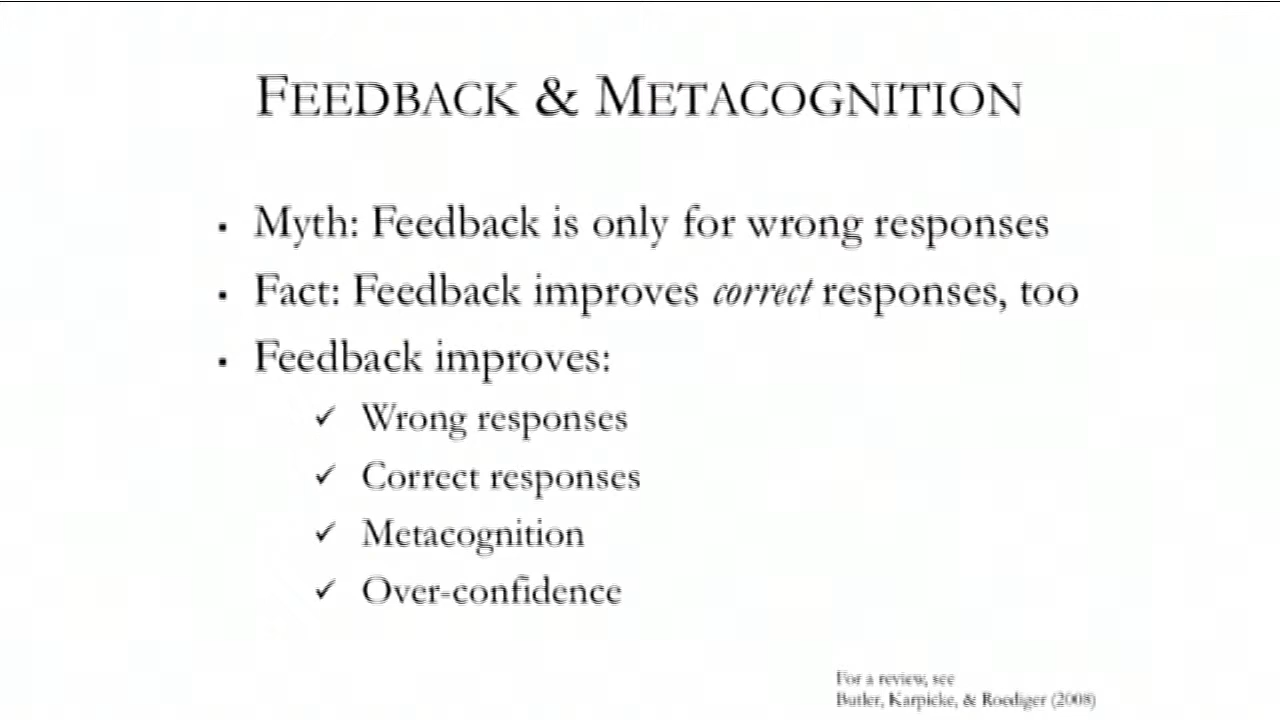 FEEDBACK & METACOGNITION
▪ Myth: Feedback is only for wrong responses
▪ Fact: Feedback improves correct responses, too
▪ Feedback improves:
✓ Wrong responses
✓ Correct responses
✓ Metacognition
✓ Over-confidence
For a review, see
Butler, Karpicke, & Roediger (2008)